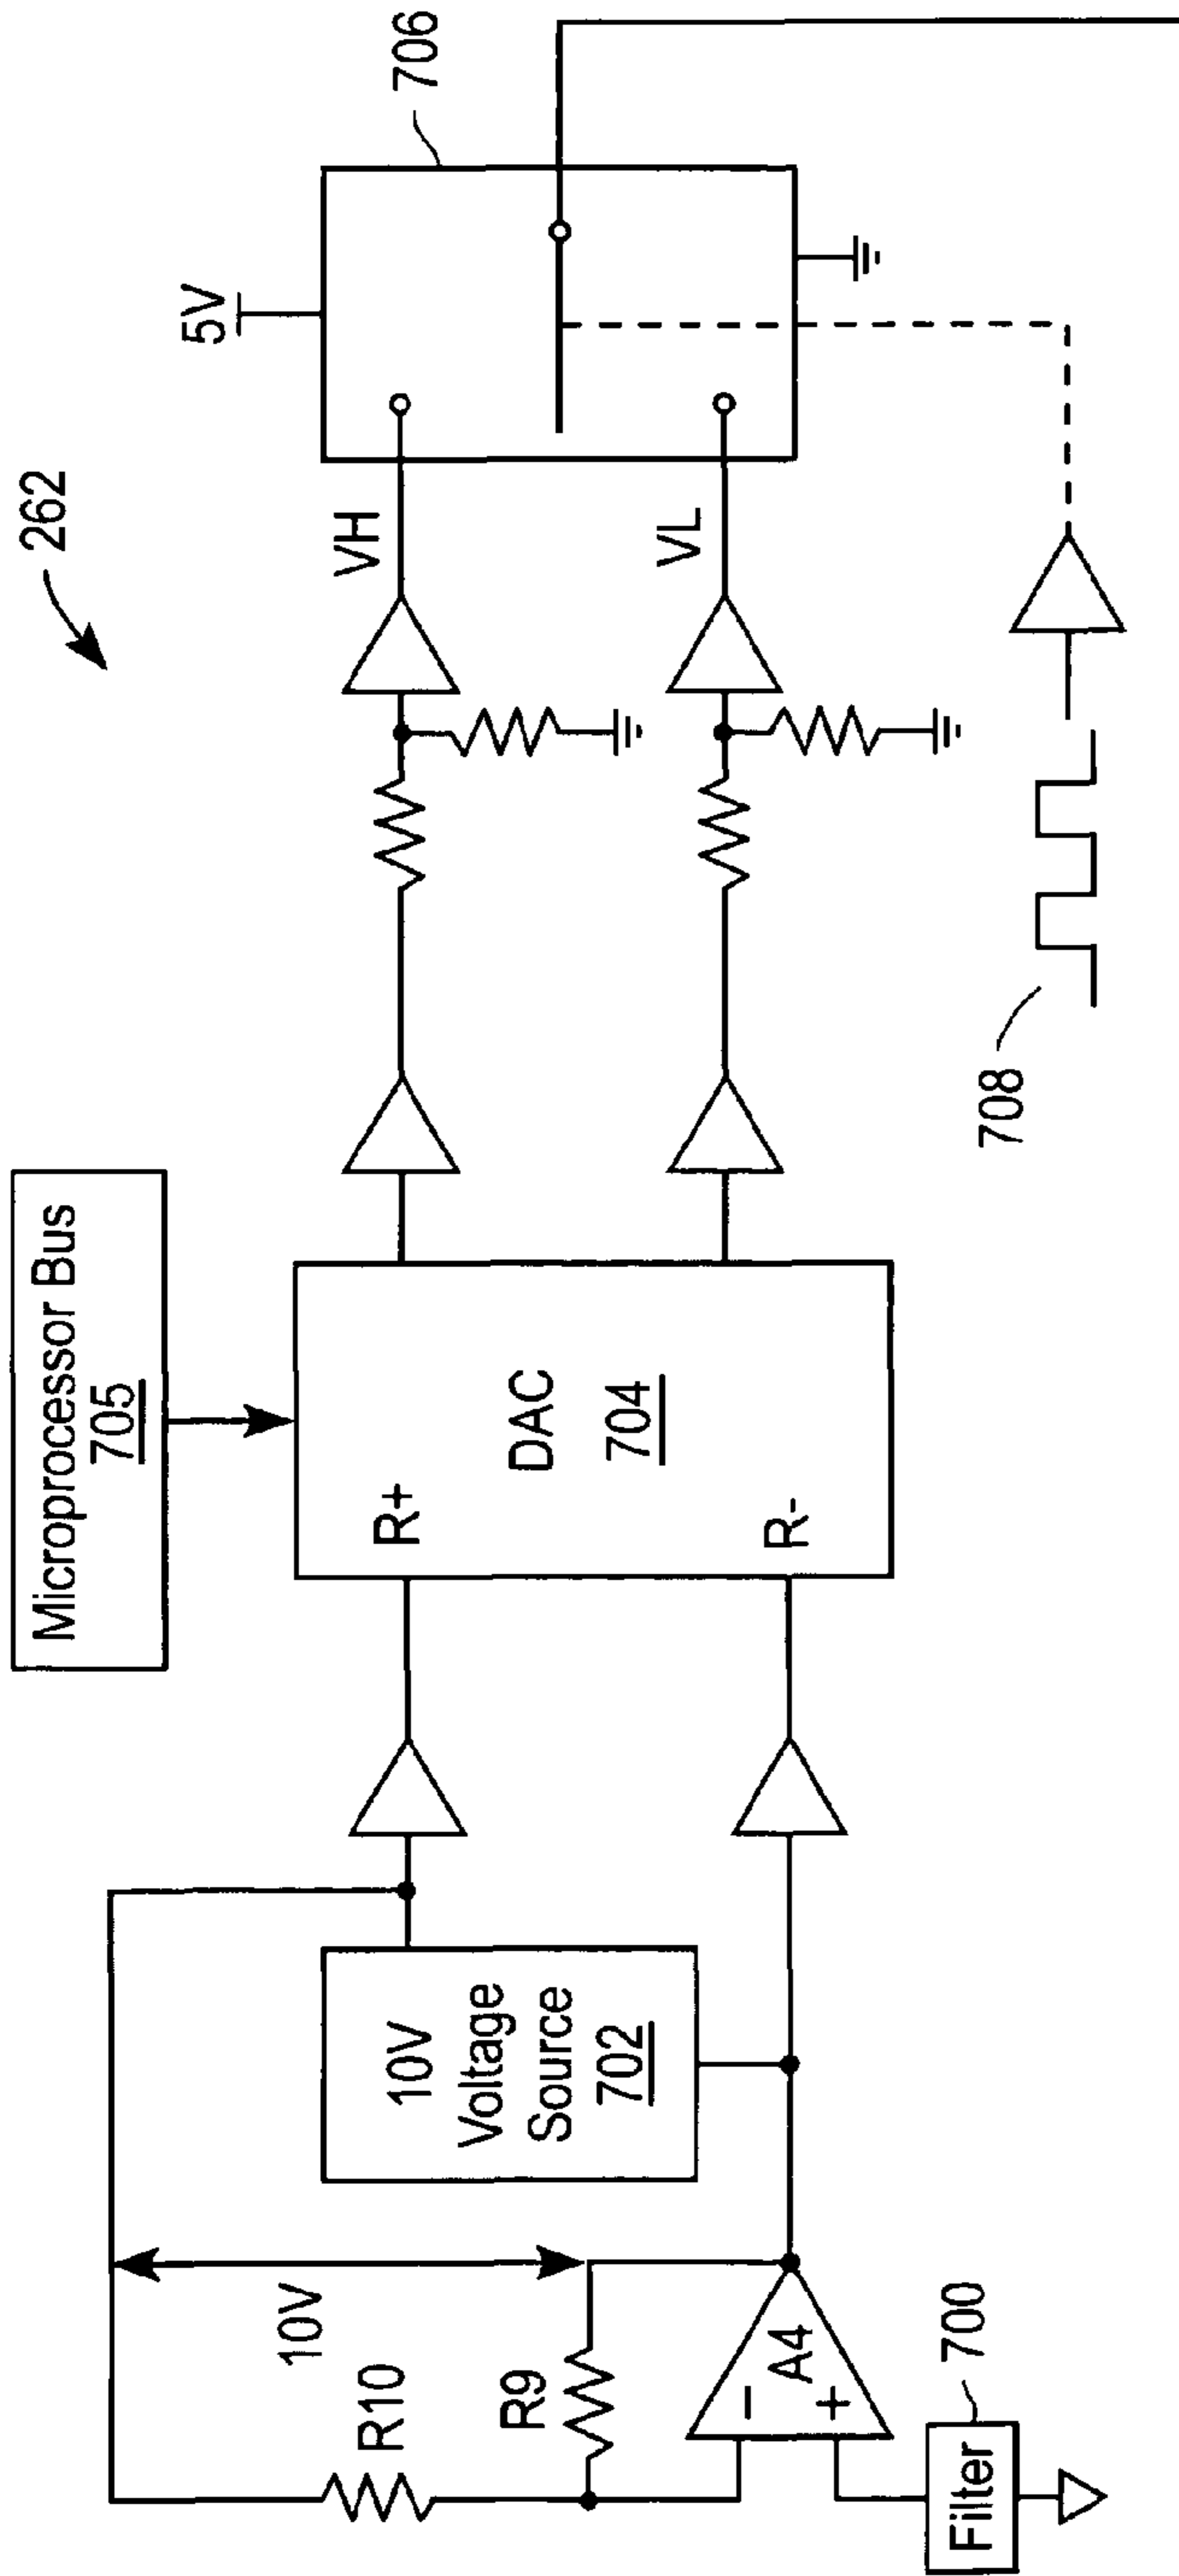 262
Microprocessor Bus
705
5V
706
VH
VL
R+
R-
DAC
704
10V
Voltage
Source
702
10V
R10
R9
A4
−
+
Filter
700
708